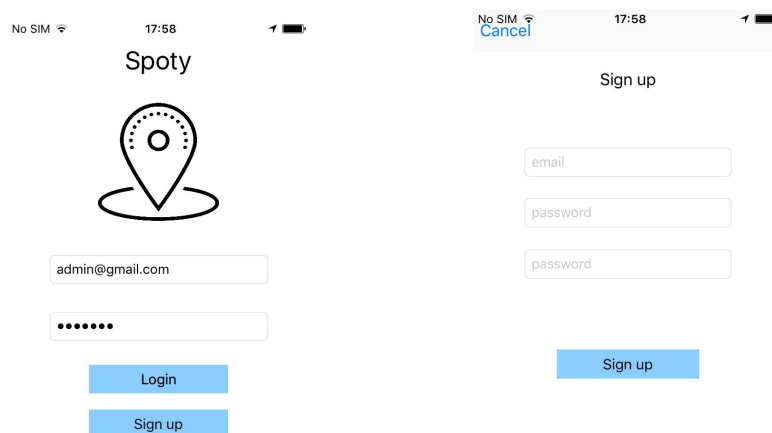 No SIM 17:58
Spoty
admin@gmail.com
•••••••
Login
Sign up
No SIM 17:58
Cancel
Sign up
email
password
password
Sign up